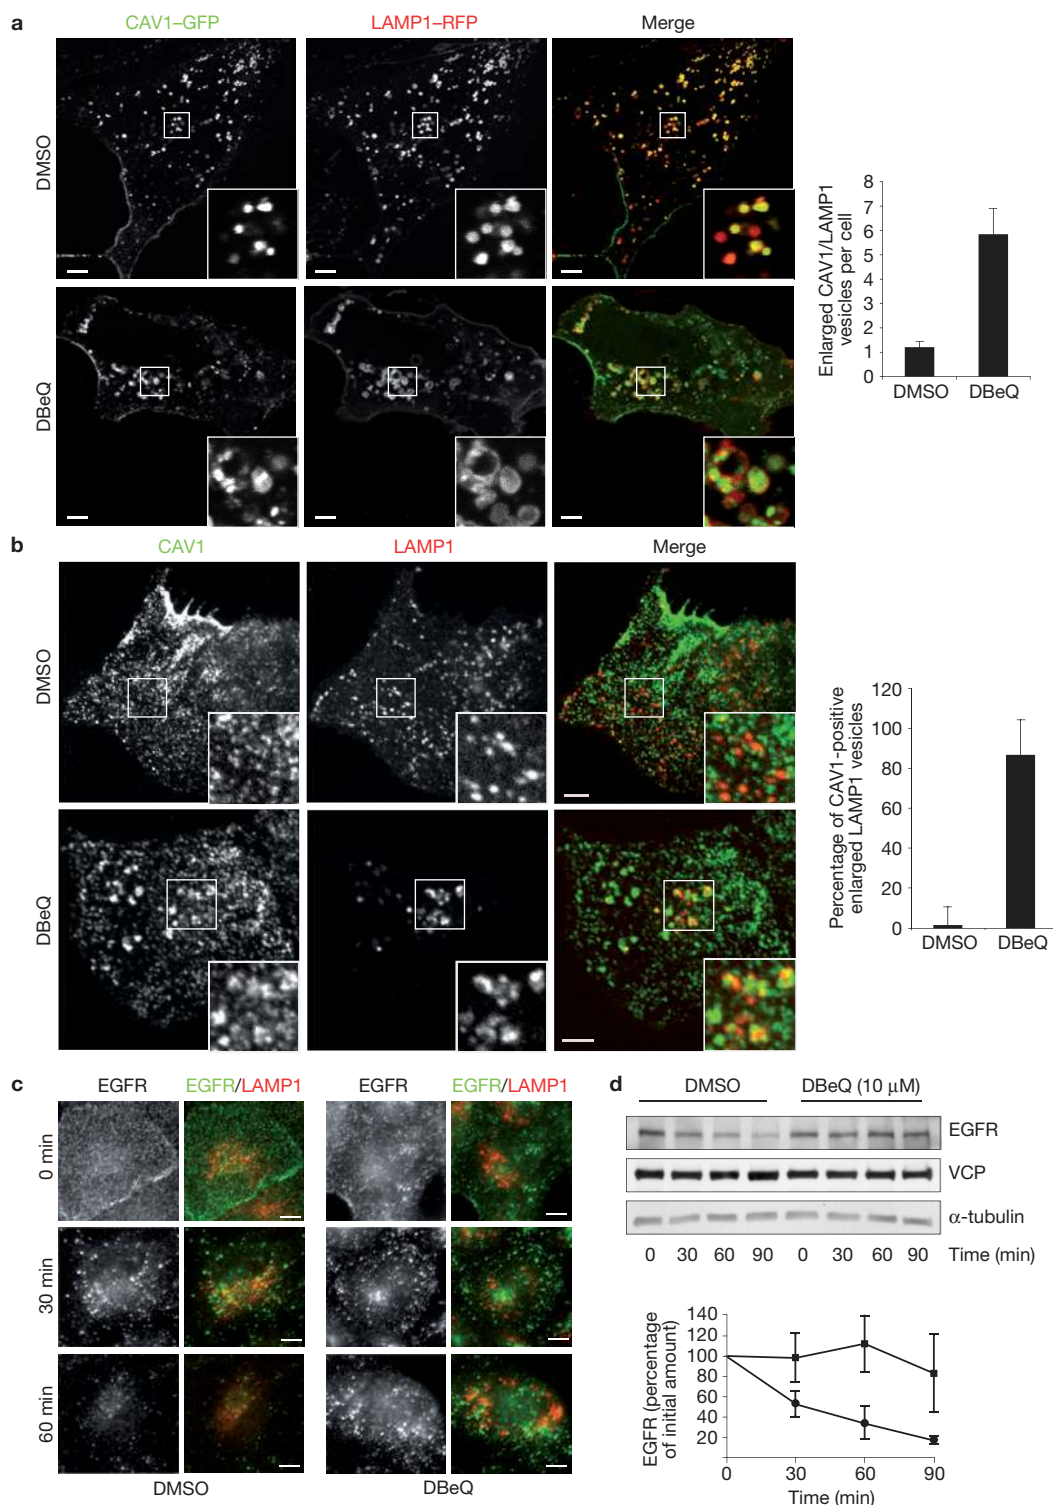 a
CAV1–GFP
LAMP1–RFP
Merge
DMSO
DBeQ
Enlarged CAV1/LAMP1
vesicles per cell
8
7
6
5
4
3
2
1
0
DMSO
DBeQ
b
CAV1
LAMP1
Merge
DMSO
DBeQ
Percentage of CAV1-positive
enlarged LAMP1 vesicles
120
100
80
60
40
20
0
DMSO
DBeQ
c
EGFR
EGFR/LAMP1
EGFR
EGFR/LAMP1
0 min
30 min
60 min
DMSO
DBeQ
d
DMSO
DBeQ (10 μM)
EGFR
VCP
α-tubulin
0 30 60 90 0 30 60 90 Time (min)
EGFR (percentage
of initial amount)
140
120
100
80
60
40
20
0 30 60 90
Time (min)